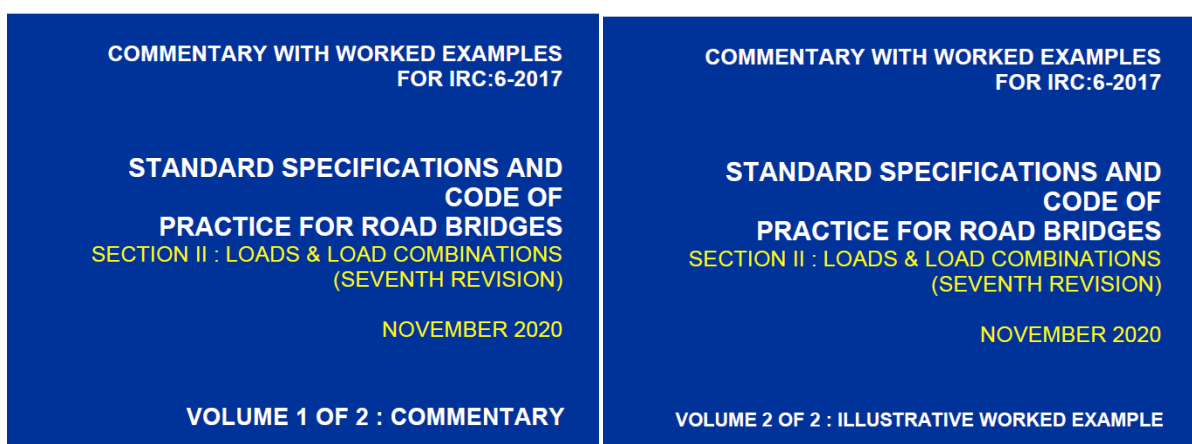 COMMENTARY WITH WORKED EXAMPLES
FOR IRC:6-2017
STANDARD SPECIFICATIONS AND
CODE OF
PRACTICE FOR ROAD BRIDGES
SECTION II : LOADS & LOAD COMBINATIONS
(SEVENTH REVISION)
NOVEMBER 2020
VOLUME 1 OF 2 : COMMENTARY
COMMENTARY WITH WORKED EXAMPLES
FOR IRC:6-2017
STANDARD SPECIFICATIONS AND
CODE OF
PRACTICE FOR ROAD BRIDGES
SECTION II : LOADS & LOAD COMBINATIONS
(SEVENTH REVISION)
NOVEMBER 2020
VOLUME 2 OF 2 : ILLUSTRATIVE WORKED EXAMPLE